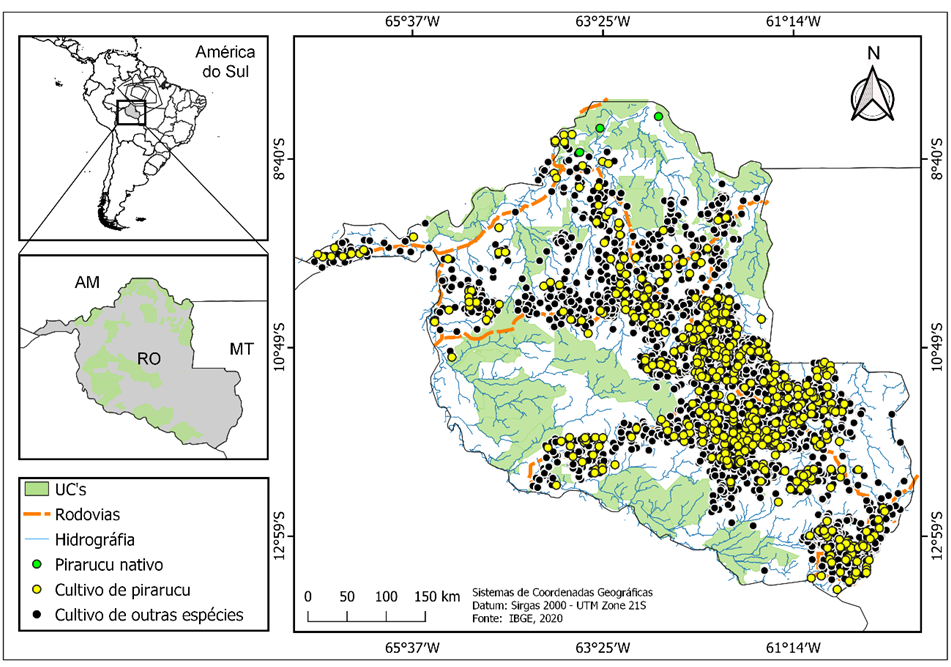 65°37'W 63°25'W 61°14'W
América
do Sul
N
8°40'S
8°40'S
AM
RO
MT
10°49'S
10°49'S
UC's
Rodovias
Hidrográfia
Pirarucu nativo
Cultivo de pirarucu
Cultivo de outras espécies
12°59'S
12°59'S
0 50 100 150 km
Sistemas de Coordenadas Geográficas
Datum: Sirgas 2000 - UTM Zone 21S
Fonte: IBGE, 2020
65°37'W 63°25'W 61°14'W